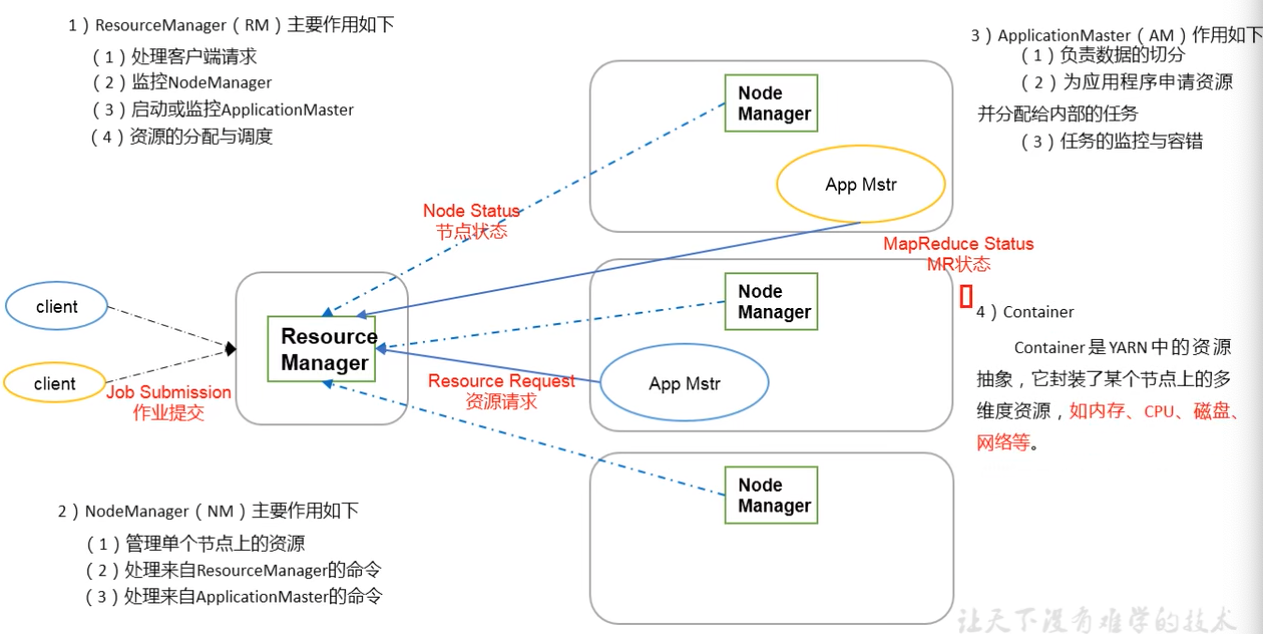 1）ResourceManager（RM）主要作用如下
（1）处理客户端请求
（2）监控NodeManager
（3）启动或监控ApplicationMaster
（4）资源的分配与调度
3）ApplicationMaster（AM）作用如下
（1）负责数据的切分
（2）为应用程序申请资源
并分配给内部的任务
（3）任务的监控与容错
Node
Manager
App Mstr
Node Status
节点状态
MapReduce Status
MR状态
client
client
Job Submission
作业提交
Resource
Manager
Node
Manager
App Mstr
Resource Request
资源请求
4）Container
Container是YARN中的资源
抽象，它封装了某个节点上的多
维度资源，如内存、CPU、磁盘、
网络等。
Node
Manager
2）NodeManager（NM）主要作用如下
（1）管理单个节点上的资源
（2）处理来自ResourceManager的命令
（3）处理来自ApplicationMaster的命令
让天下没有难学的技术